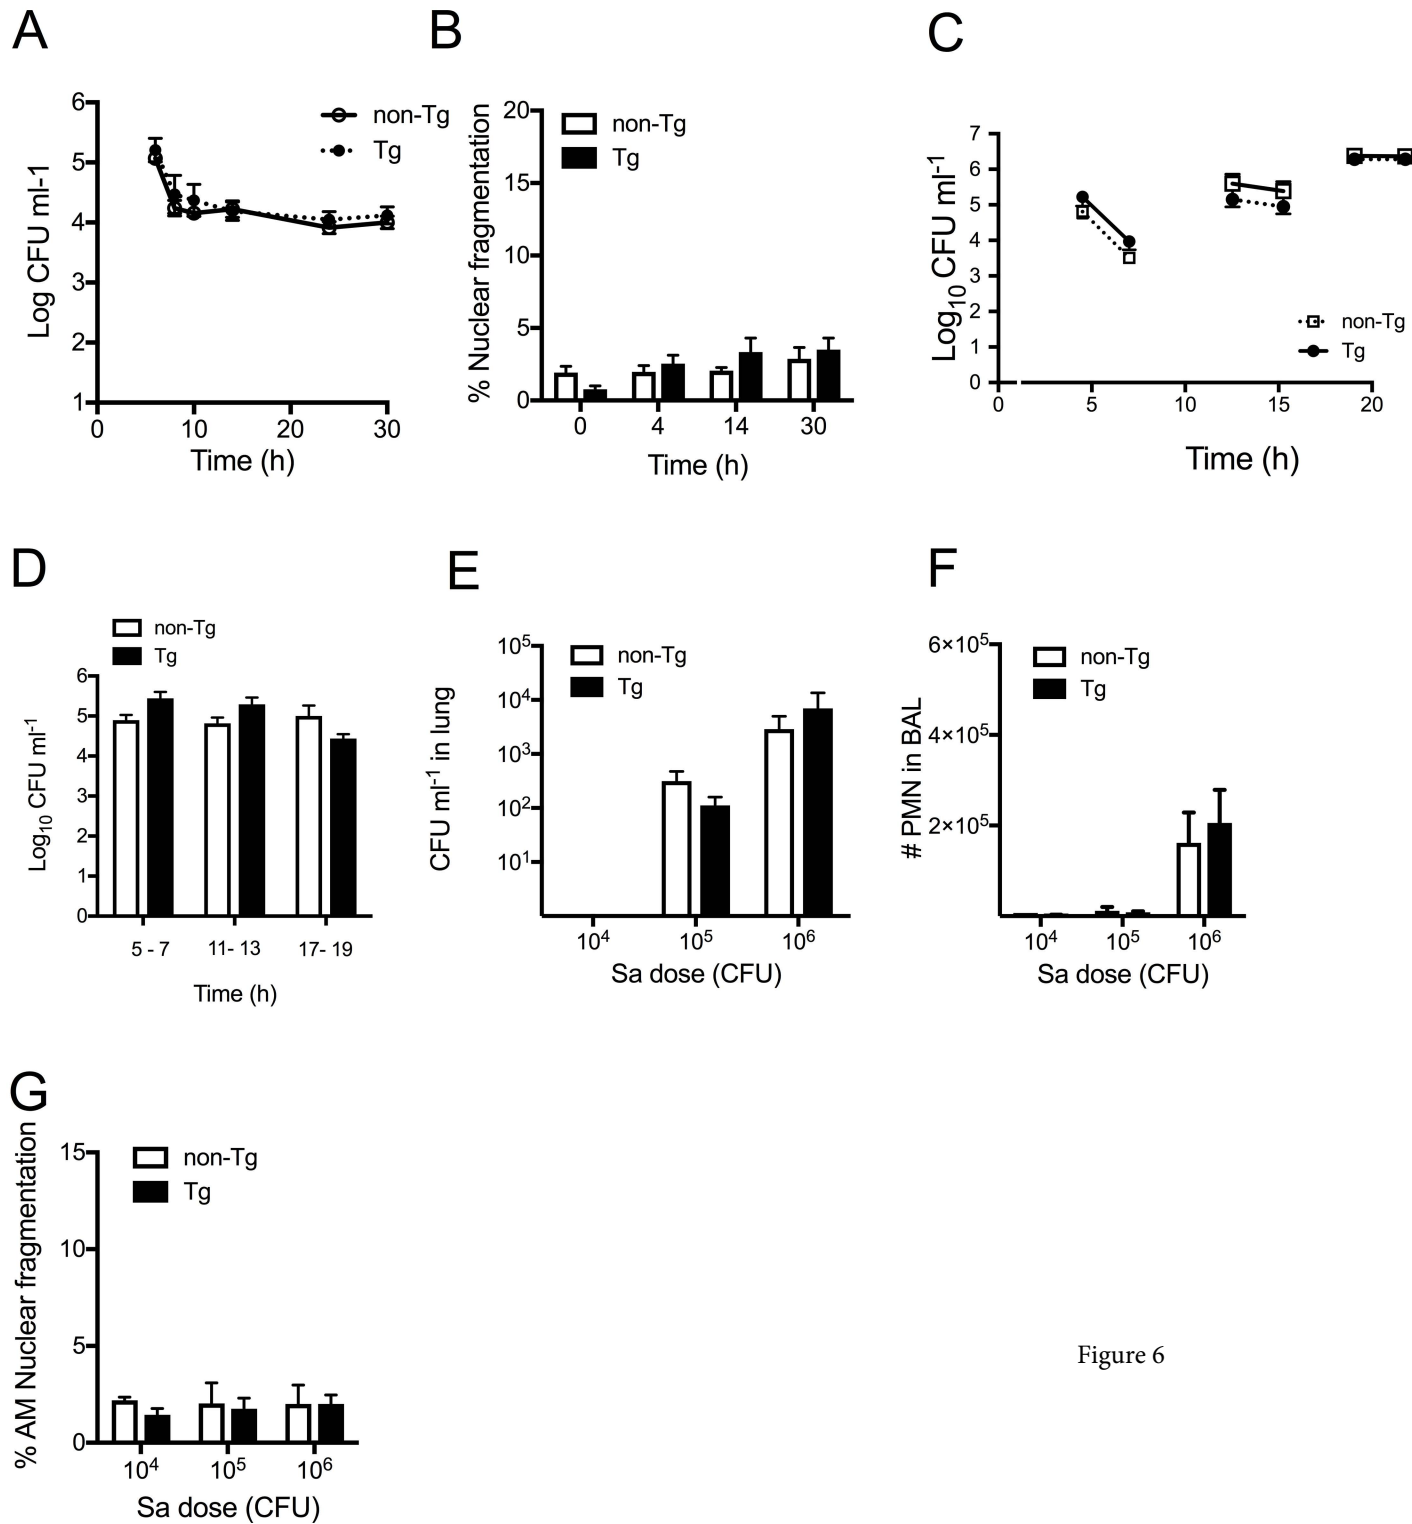 A
Log CFU ml-1
6
5
4
3
2
1
non-Tg
Tg
0 10 20 30
Time (h)
B
% Nuclear fragmentation
20
15
10
5
0
non-Tg
Tg
0 4 14 30
Time (h)
C
Log10 CFU ml-1
7
6
5
4
3
2
1
0
non-Tg
Tg
0 5 10 15 20
Time (h)
D
non-Tg
Tg
Log10 CFU ml-1
6
5
4
3
2
1
0
5 - 7 11- 13 17- 19
Time (h)
E
CFU ml-1 in lung
10^5
10^4
10^3
10^2
10^1
non-Tg
Tg
10^4 10^5 10^6
Sa dose (CFU)
F
# PMN in BAL
6×10^5
4×10^5
2×10^5
non-Tg
Tg
10^4 10^5 10^6
Sa dose (CFU)
G
% AM Nuclear fragmentation
15
10
5
0
non-Tg
Tg
10^4 10^5 10^6
Sa dose (CFU)
Figure 6